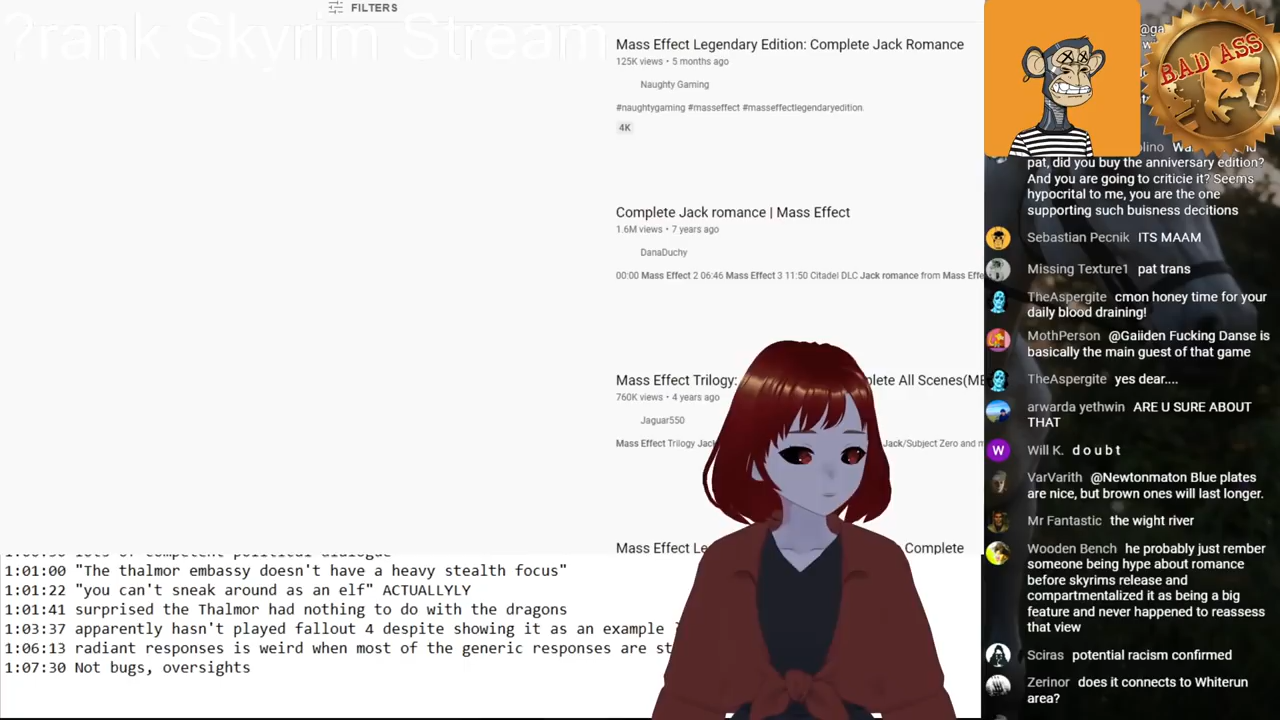 ?rank Skyrim Stream
FILTERS
Mass Effect Legendary Edition: Complete Jack Romance
125K views • 5 months ago
Naughty Gaming
#naughtygaming #masseffect #masseffectlegendaryedition
4K
Complete Jack romance | Mass Effect
1.6M views • 7 years ago
DanaDuchy
00:00 Mass Effect 2 06:46 Mass Effect 3 11:50 Citadel DLC Jack romance from Mass Effe
Mass Effect Trilogy: plete All Scenes(ME
760K views • 4 years ago
Jaguar550
Mass Effect Trilogy Jack Jack/Subject Zero and m
Mass Effect Le Complete
lots of competent political dialogue
1:01:00 "The thalmor embassy doesn't have a heavy stealth focus"
1:01:22 "you can't sneak around as an elf" ACTUALLYLY
1:01:41 surprised the Thalmor had nothing to do with the dragons
1:03:37 apparently hasn't played fallout 4 despite showing it as an example
1:06:13 radiant responses is weird when most of the generic responses are st
1:07:30 Not bugs, oversights
BAD ASS
pat, did you buy the anniversary edition?
And you are going to criticie it? Seems
hypocrital to me, you are the one
supporting such buisness decitions
Sebastian Pecnik ITS MAAM
Missing Texture1 pat trans
TheAspergite cmon honey time for your
daily blood draining!
MothPerson @Gaiiden Fucking Danse is
basically the main guest of that game
TheAspergite yes dear....
arwarda yethwin ARE U SURE ABOUT
THAT
W Will K. d o u b t
VarVarith @Newtonmaton Blue plates
are nice, but brown ones will last longer.
Mr Fantastic the wight river
Wooden Bench he probably just rember
someone being hype about romance
before skyrims release and
compartmentalized it as being a big
feature and never happened to reassess
that view
Sciras potential racism confirmed
Zerinor does it connects to Whiterun
area?